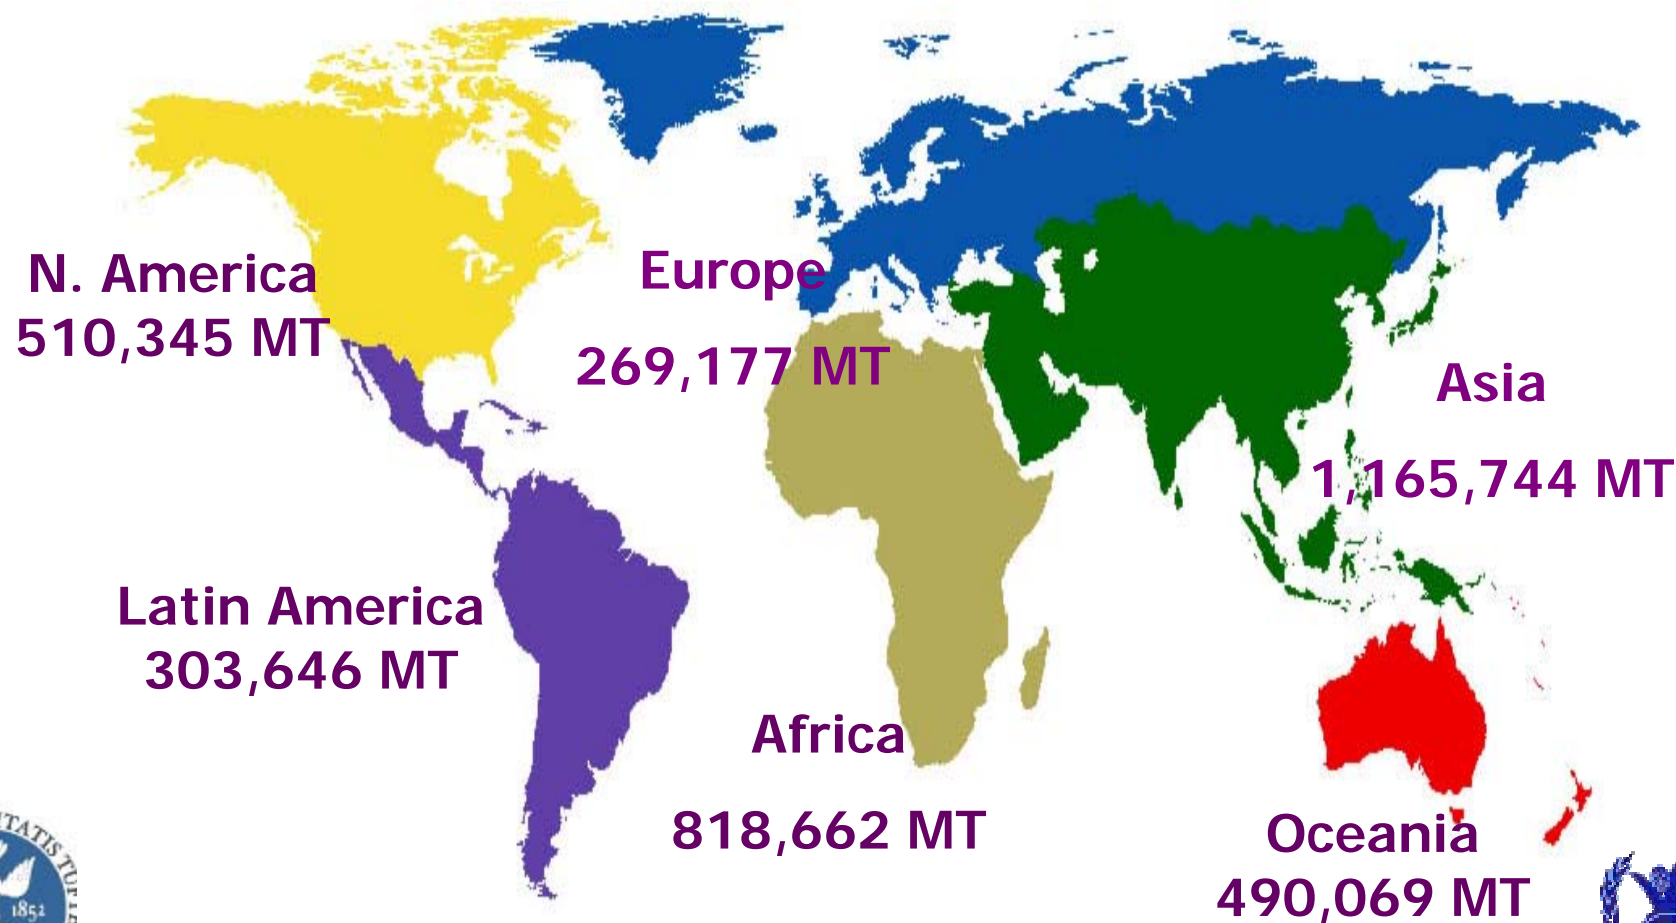 N. America
510,345 MT
Europe
269,177 MT
Asia
1,165,744 MT
Latin America
303,646 MT
Africa
818,662 MT
Oceania
490,069 MT
1852